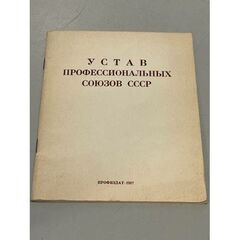 УСТАВ
ПРОФЕССИОНАЛЬНЫХ
СОЮЗОВ СССР
ПРОФИЗДАТ